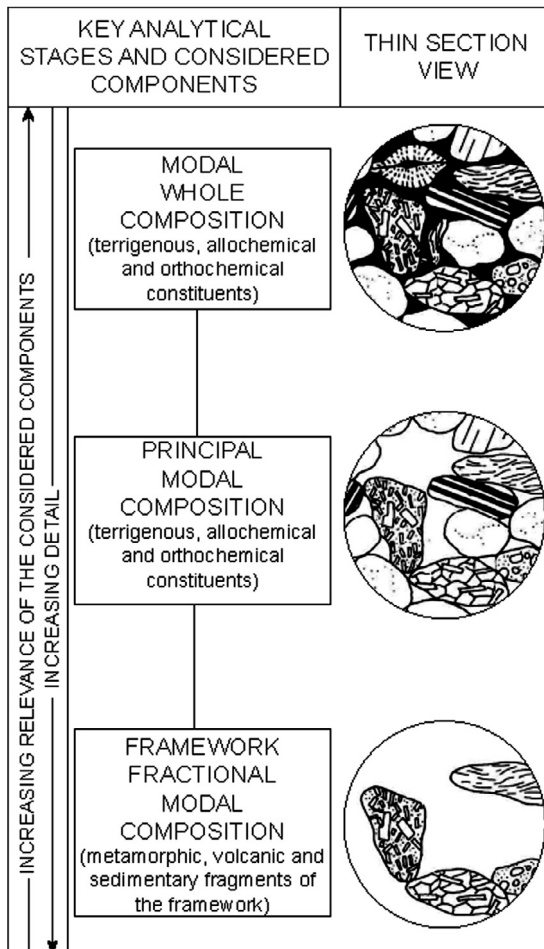 KEY ANALYTICAL
STAGES AND CONSIDERED
COMPONENTS
THIN SECTION
VIEW
INCREASING RELEVANCE OF THE CONSIDERED COMPONENTS
INCREASING DETAIL
MODAL
WHOLE
COMPOSITION
(terrigenous, allochemical
and orthochemical
constituents)
PRINCIPAL
MODAL
COMPOSITION
(terrigenous, allochemical
and orthochemical
constituents)
FRAMEWORK
FRACTIONAL
MODAL
COMPOSITION
(metamorphic, volcanic and
sedimentary fragments of
the framework)